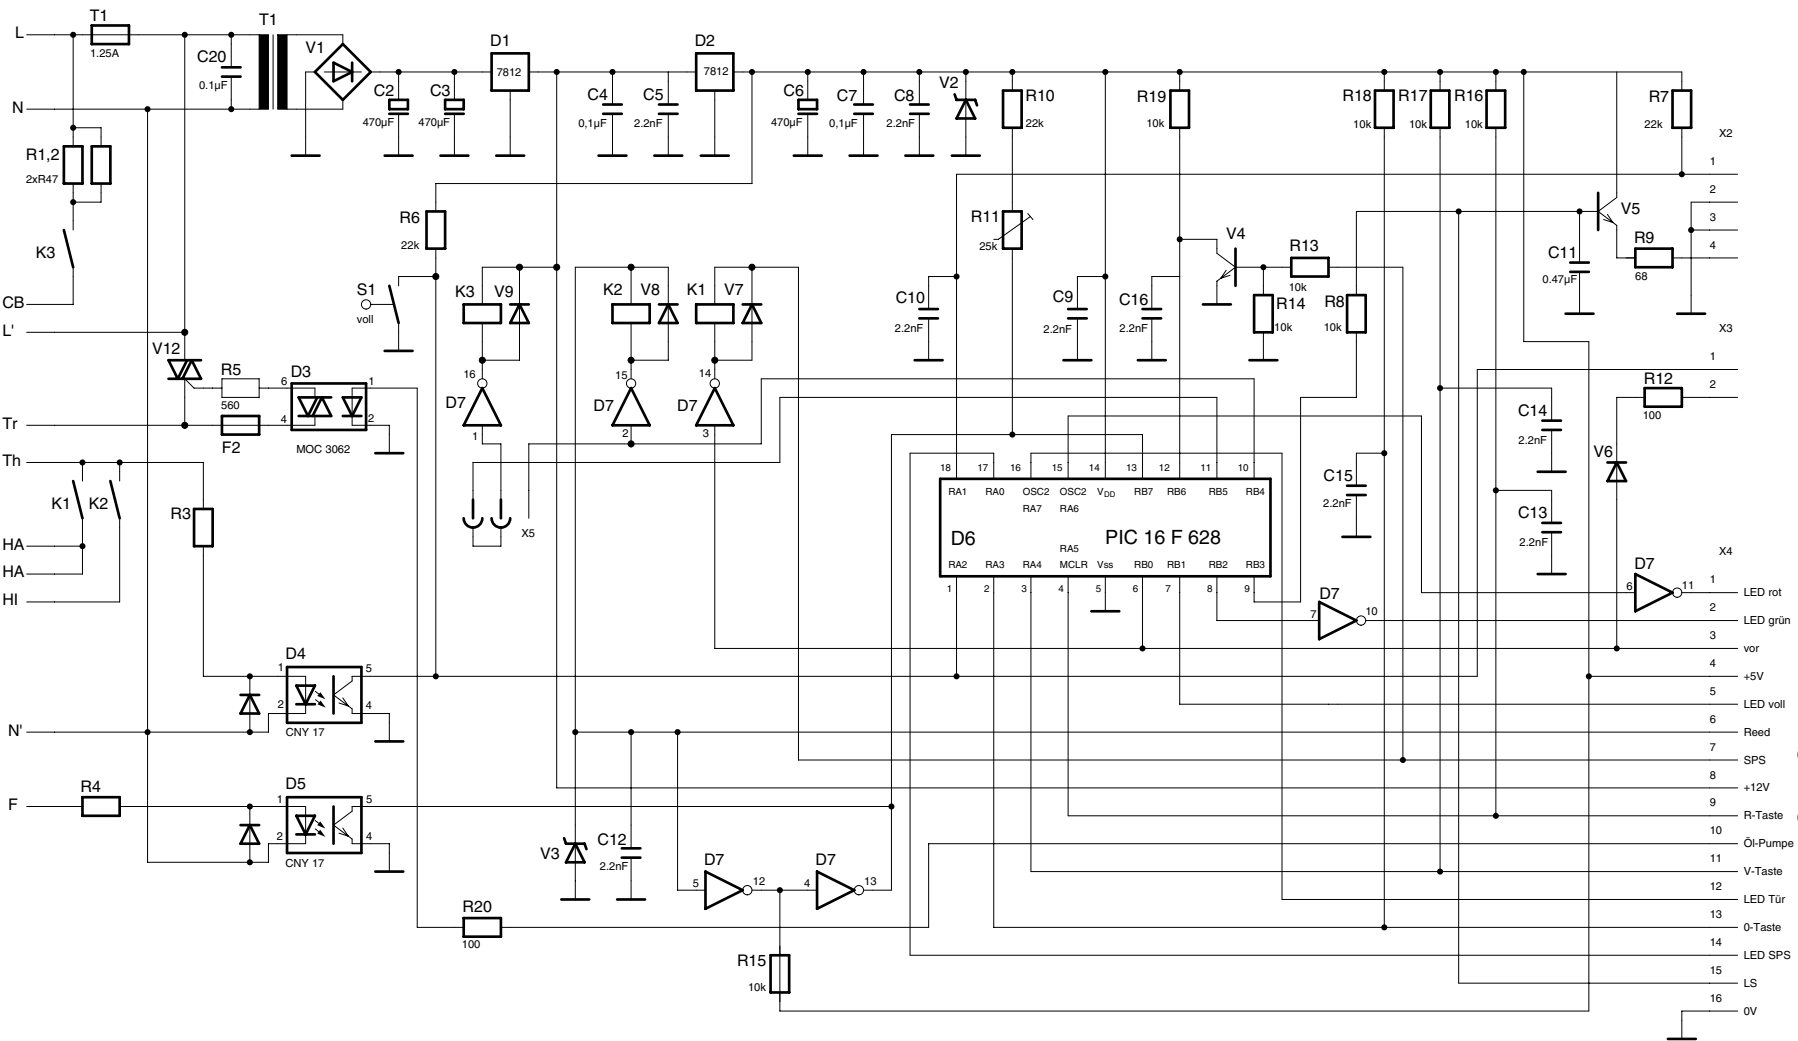 L
T1
1.25A
T1
C20
0.1µF
V1
N
C2
470µF
C3
470µF
D1
7812
C4
0,1µF
C5
2.2nF
D2
7812
C6
470µF
C7
0,1µF
C8
2.2nF
V2
R10
22k
R19
10k
R18
10k
R17
10k
R16
10k
R7
22k
X2
1
2
3
4
R1,2
2xR47
K3
CB
L'
R6
22k
S1
voll
K3
V9
K2
V8
K1
V7
R11
25k
C10
2.2nF
C9
2.2nF
C16
2.2nF
V4
R13
10k
R14
10k
R8
10k
C11
0.47µF
V5
R9
68
X3
1
2
V12
R5
560
6
D3
1
4
2
F2
MOC 3062
Tr
16
D7
1
15
D7
2
14
D7
3
R12
100
C14
2.2nF
V6
Th
K1
K2
R3
HA
HA
HI
X5
18
17
16
15
14
13
12
11
10
RA1
RA0
OSC2
OSC2
VDD
RB7
RB6
RB5
RB4
RA7
RA6
D6
PIC 16 F 628
RA5
RA2
RA3
RA4
MCLR
Vss
RB0
RB1
RB2
RB3
1
2
3
4
5
6
7
8
9
C15
2.2nF
C13
2.2nF
D7
7
10
D7
6
11
X4
1
LED rot
2
LED grün
3
vor
4
+5V
5
LED voll
6
Reed
7
SPS
8
+12V
9
R-Taste
10
Öl-Pumpe
11
V-Taste
12
LED Tür
13
0-Taste
14
LED SPS
15
LS
16
0V
D4
1
5
2
4
CNY 17
N'
F
R4
D5
1
5
2
4
CNY 17
V3
C12
2.2nF
D7
5
12
D7
4
13
R20
100
R15
10k